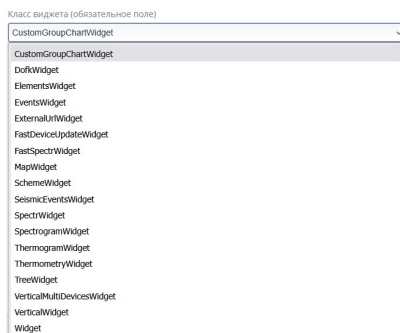 Класс виджета (обязательное поле)
CustomGroupChartWidget
CustomGroupChartWidget
DofkWidget
ElementsWidget
EventsWidget
ExternalUrlWidget
FastDeviceUpdateWidget
FastSpectrWidget
MapWidget
SchemeWidget
SeismicEventsWidget
SpectrWidget
SpectrogramWidget
ThermogramWidget
ThermometryWidget
TreeWidget
VerticalMultiDevicesWidget
VerticalWidget
Widget